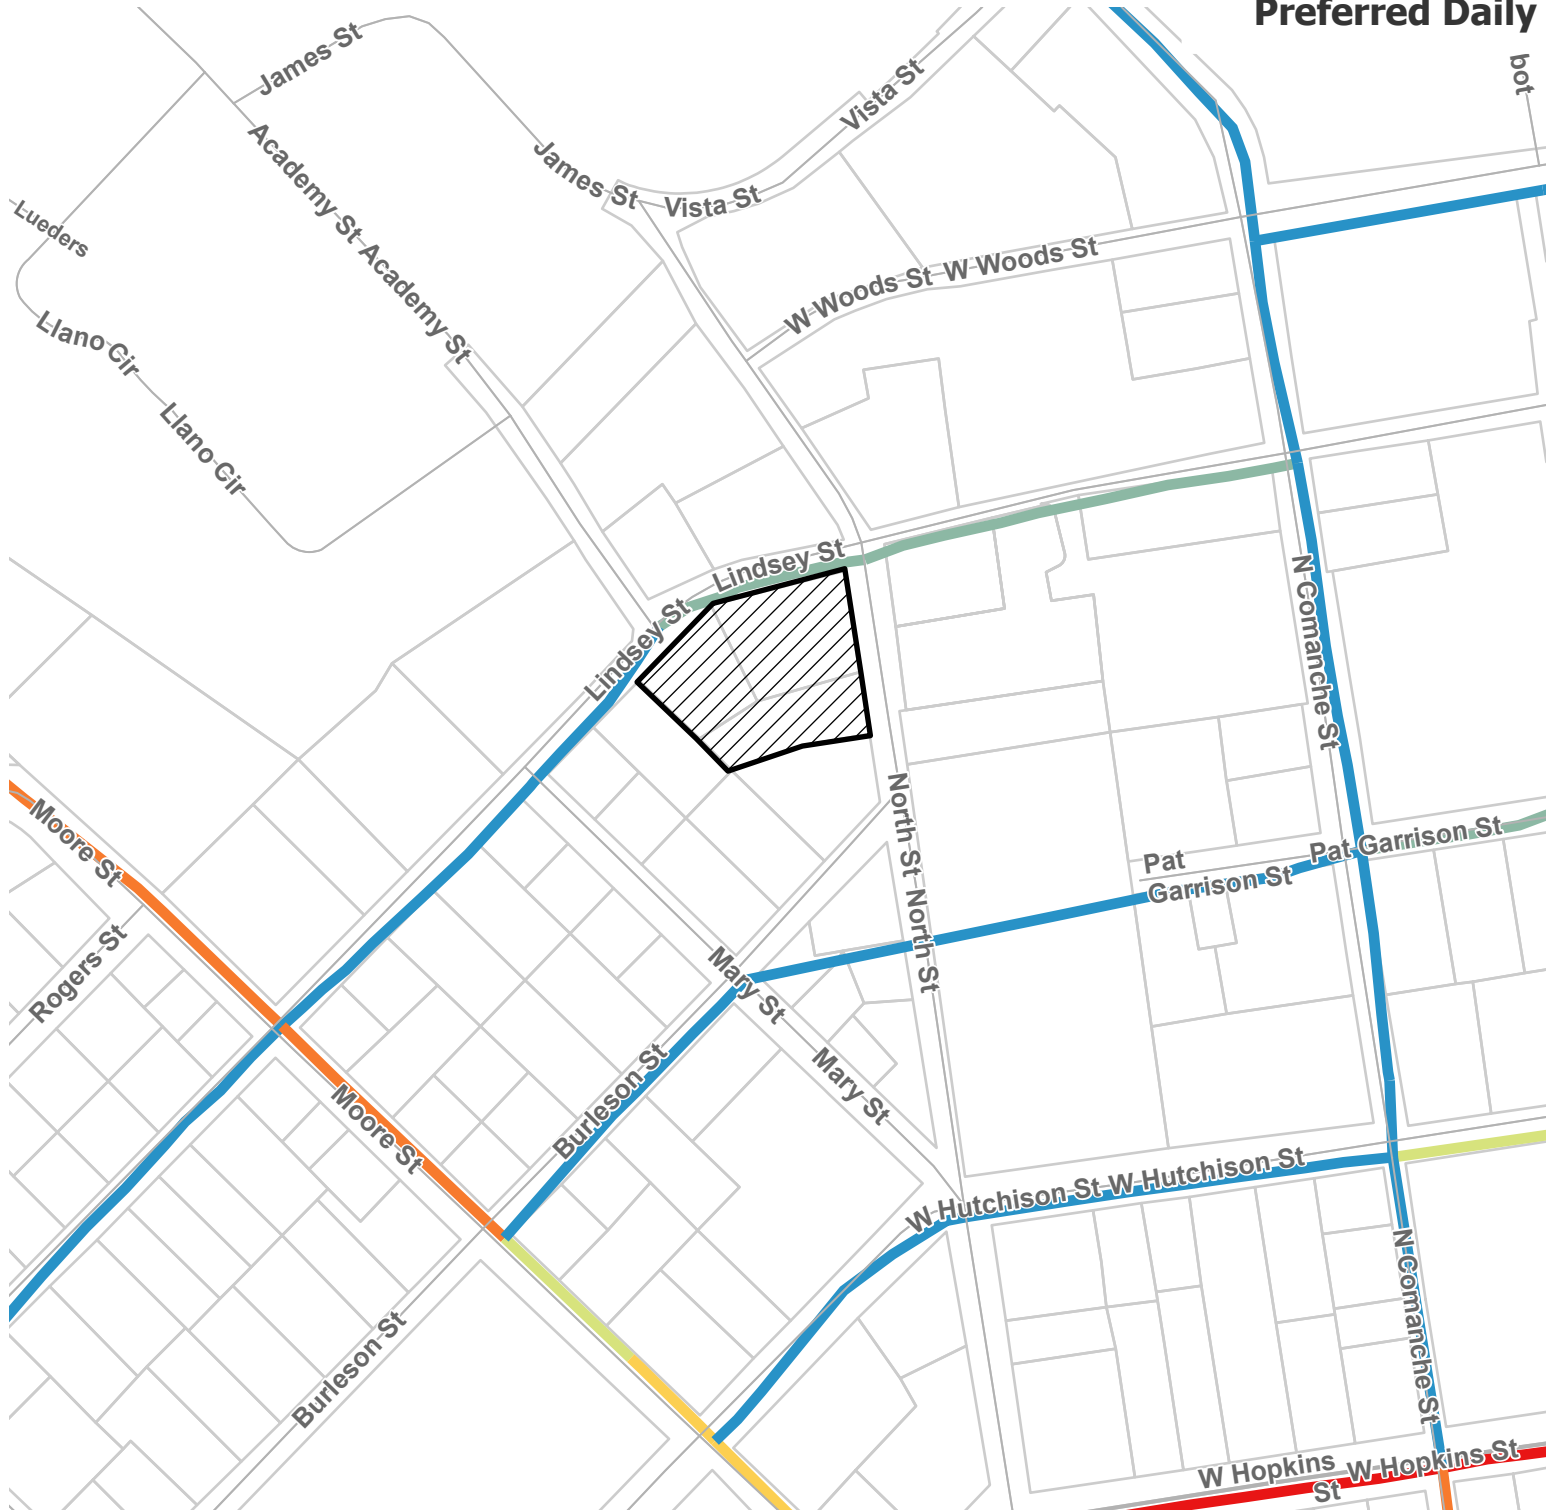 Preferred Daily
James St
bot
Vista St
Academy St
Academy St
James St
Vista St
Lueders
W Woods St
W Woods St
Llano Cir
Llano Cir
Lindsey St
Lindsey St
N Comanche St
Moore St
North St
North St
Pat
Garrison St
Pat Garrison St
Rogers St
Mary St
Mary St
Burleson St
Moore St
W Hutchison St
W Hutchison St
N Comanche St
Burleson St
W Hopkins
St
W Hopkins St